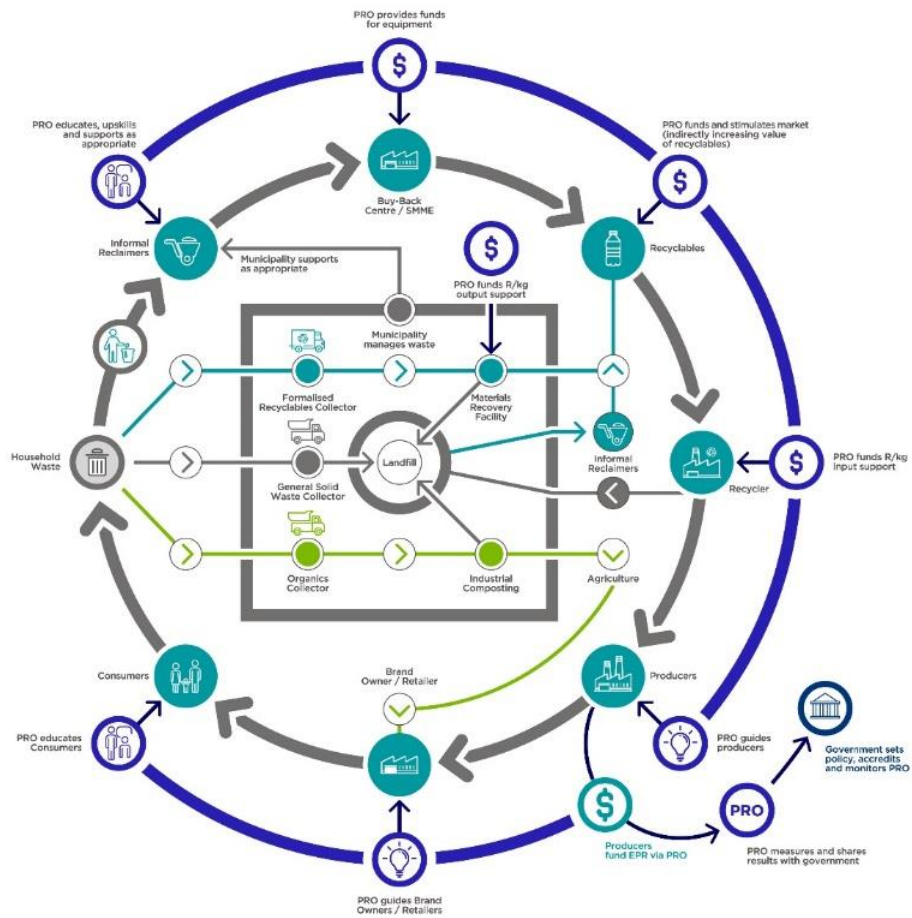 PRO provides funds
for equipment
$
PRO educates, upskills
and supports as
appropriate
PRO funds and stimulates market
(indirectly increasing value
of recyclables)
$
Buy-Back
Centre / SMME
Informal
Reclaimers
Recyclables
Municipality supports
as appropriate
$
PRO funds R/kg
output support
Municipality
manages waste
Formalised
Recyclables Collector
Materials
Recovery
Facility
Household
Waste
General Solid
Waste Collector
Landfill
Informal
Reclaimers
Recycler
$
PRO funds R/kg
input support
Organics
Collector
Industrial
Composting
Agriculture
Consumers
Brand
Owner / Retailer
Producers
PRO educates
Consumers
PRO guides
producers
Government sets
policy, accredits
and monitors PRO
$
PRO
Producers
fund EPR via PRO
PRO measures and shares
results with government
PRO guides Brand
Owners / Retailers